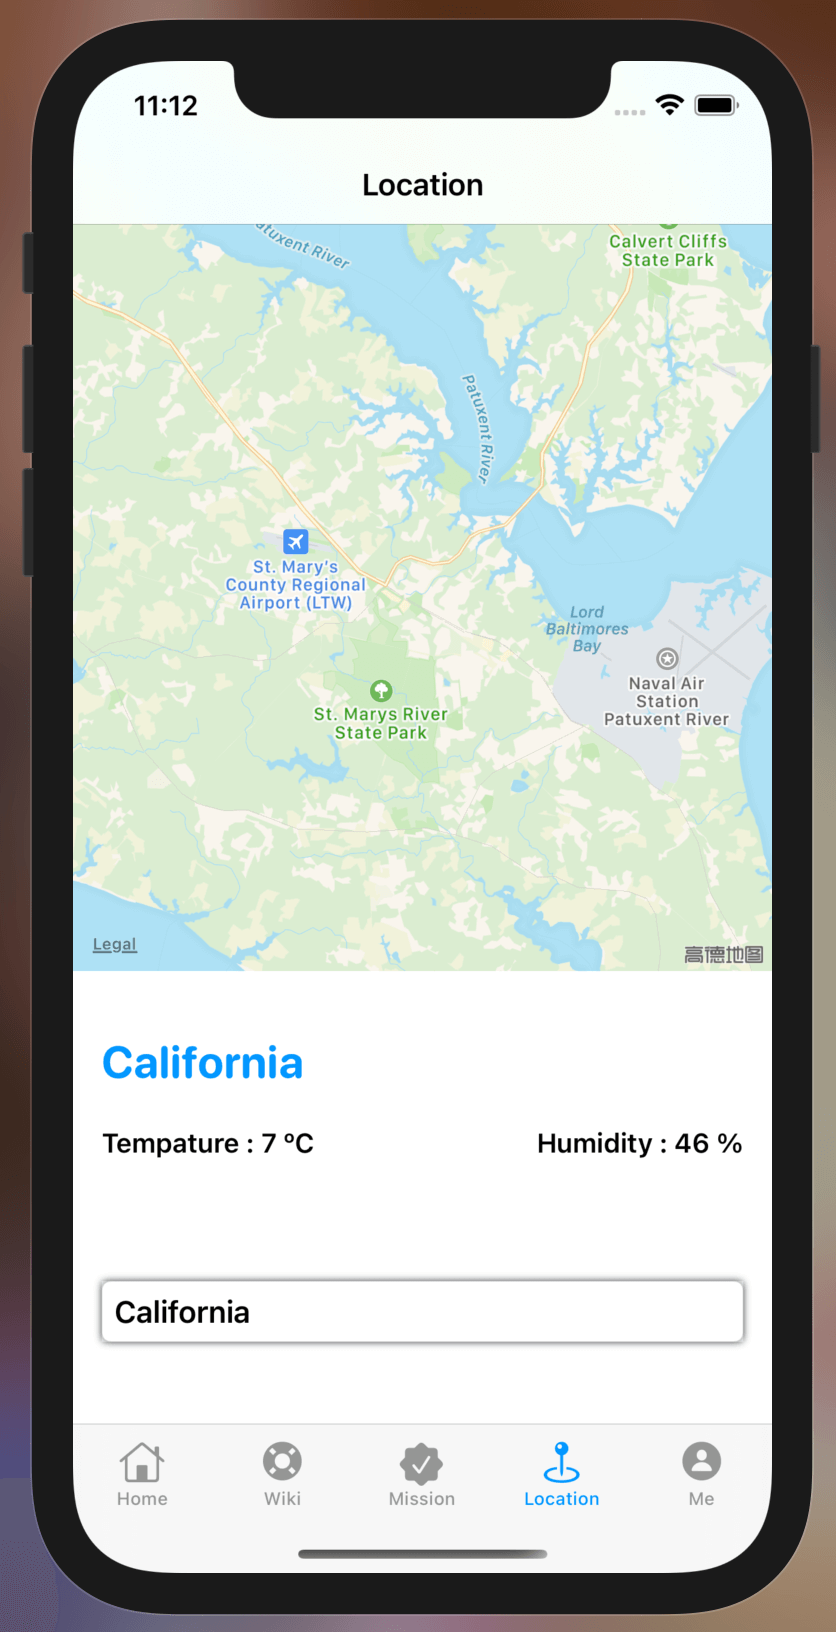 11:12
Location
Patuxent River
Calvert Cliffs
State Park
Patuxent River
St. Mary's
County Regional
Airport (LTW)
Lord
Baltimores
Bay
Naval Air
Station
Patuxent River
St. Marys River
State Park
Legal
高德地图
California
Tempature : 7 ºC
Humidity : 46 %
California
Home
Wiki
Mission
Location
Me